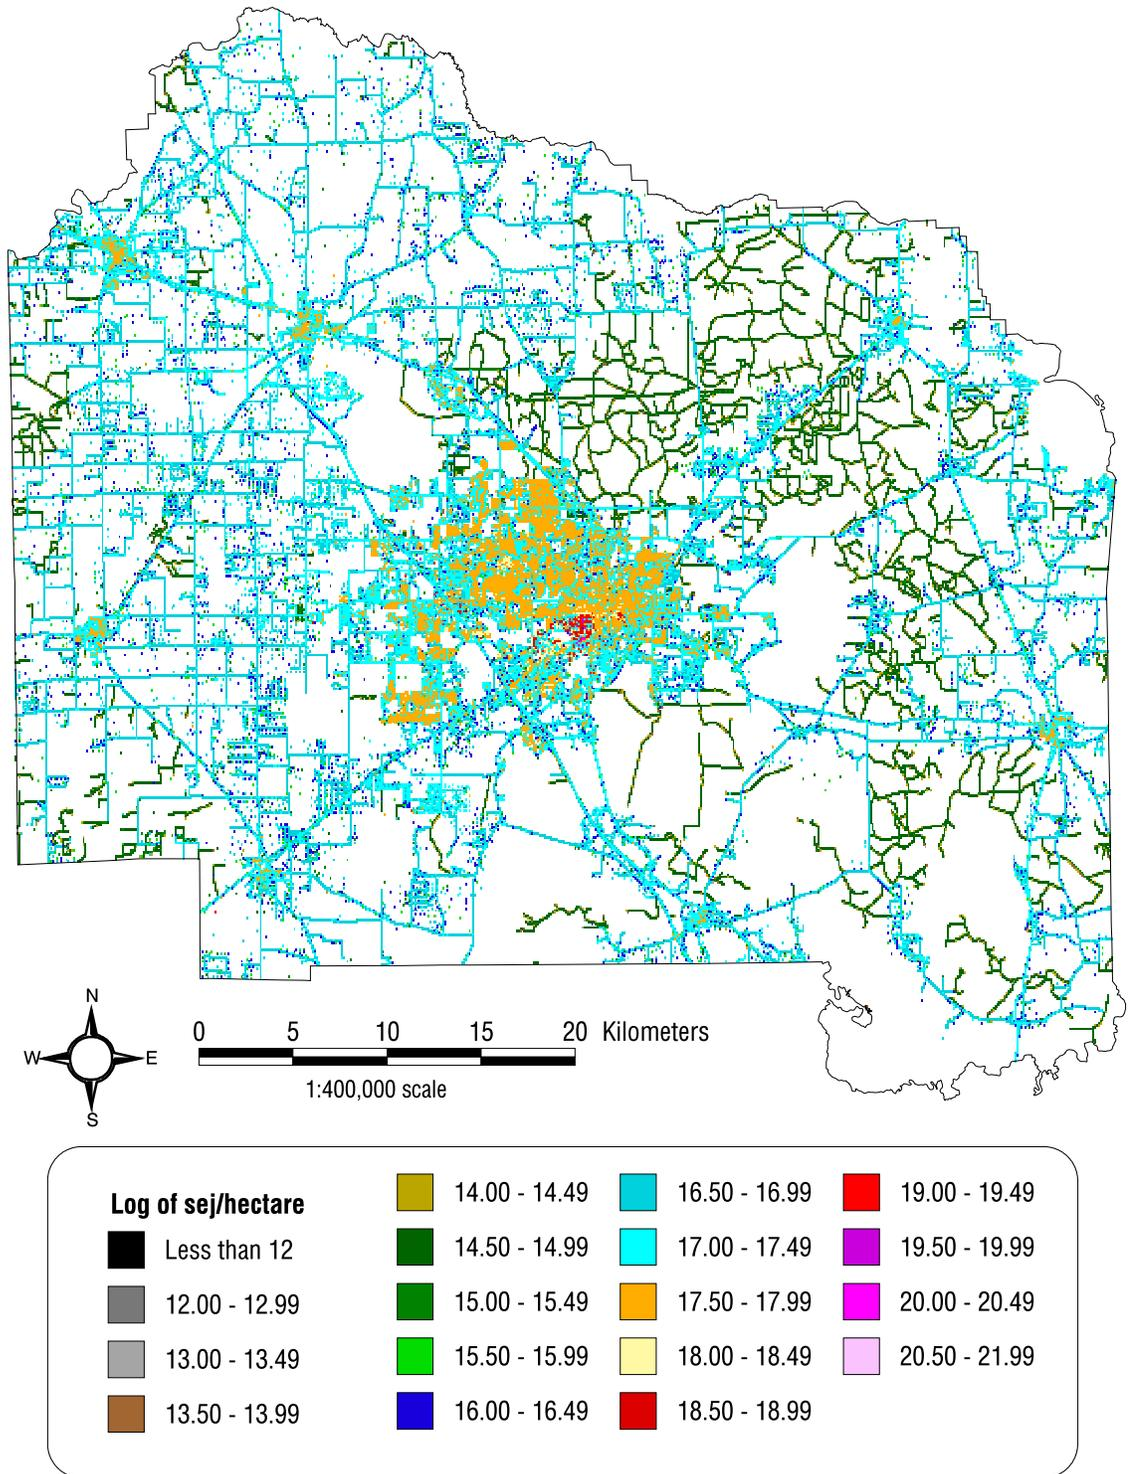 N
W E
S
0 5 10 15 20 Kilometers
1:400,000 scale
Log of sej/hectare
Less than 12
12.00 - 12.99
13.00 - 13.49
13.50 - 13.99
14.00 - 14.49
14.50 - 14.99
15.00 - 15.49
15.50 - 15.99
16.00 - 16.49
16.50 - 16.99
17.00 - 17.49
17.50 - 17.99
18.00 - 18.49
18.50 - 18.99
19.00 - 19.49
19.50 - 19.99
20.00 - 20.49
20.50 - 21.99